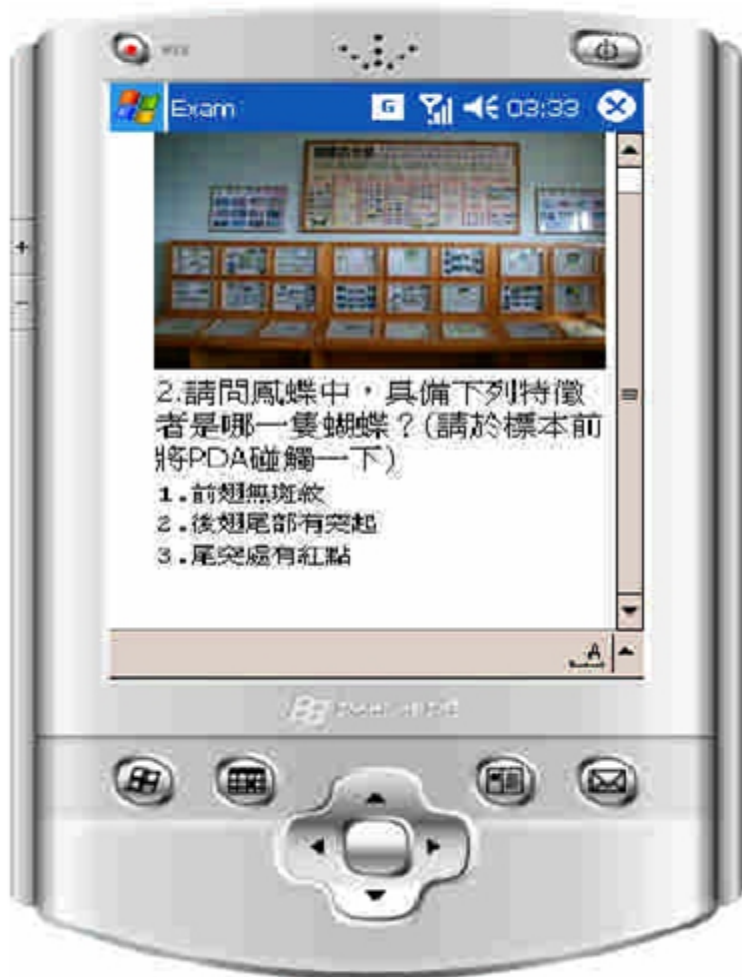 Exam
G
03:33
2.請問鳳蝶中，具備下列特徵
者是哪一隻蝴蝶？(請於標本前
將PDA碰觸一下)
1.前翅無斑紋
2.後翅尾部有突起
3.尾突處有紅點
A